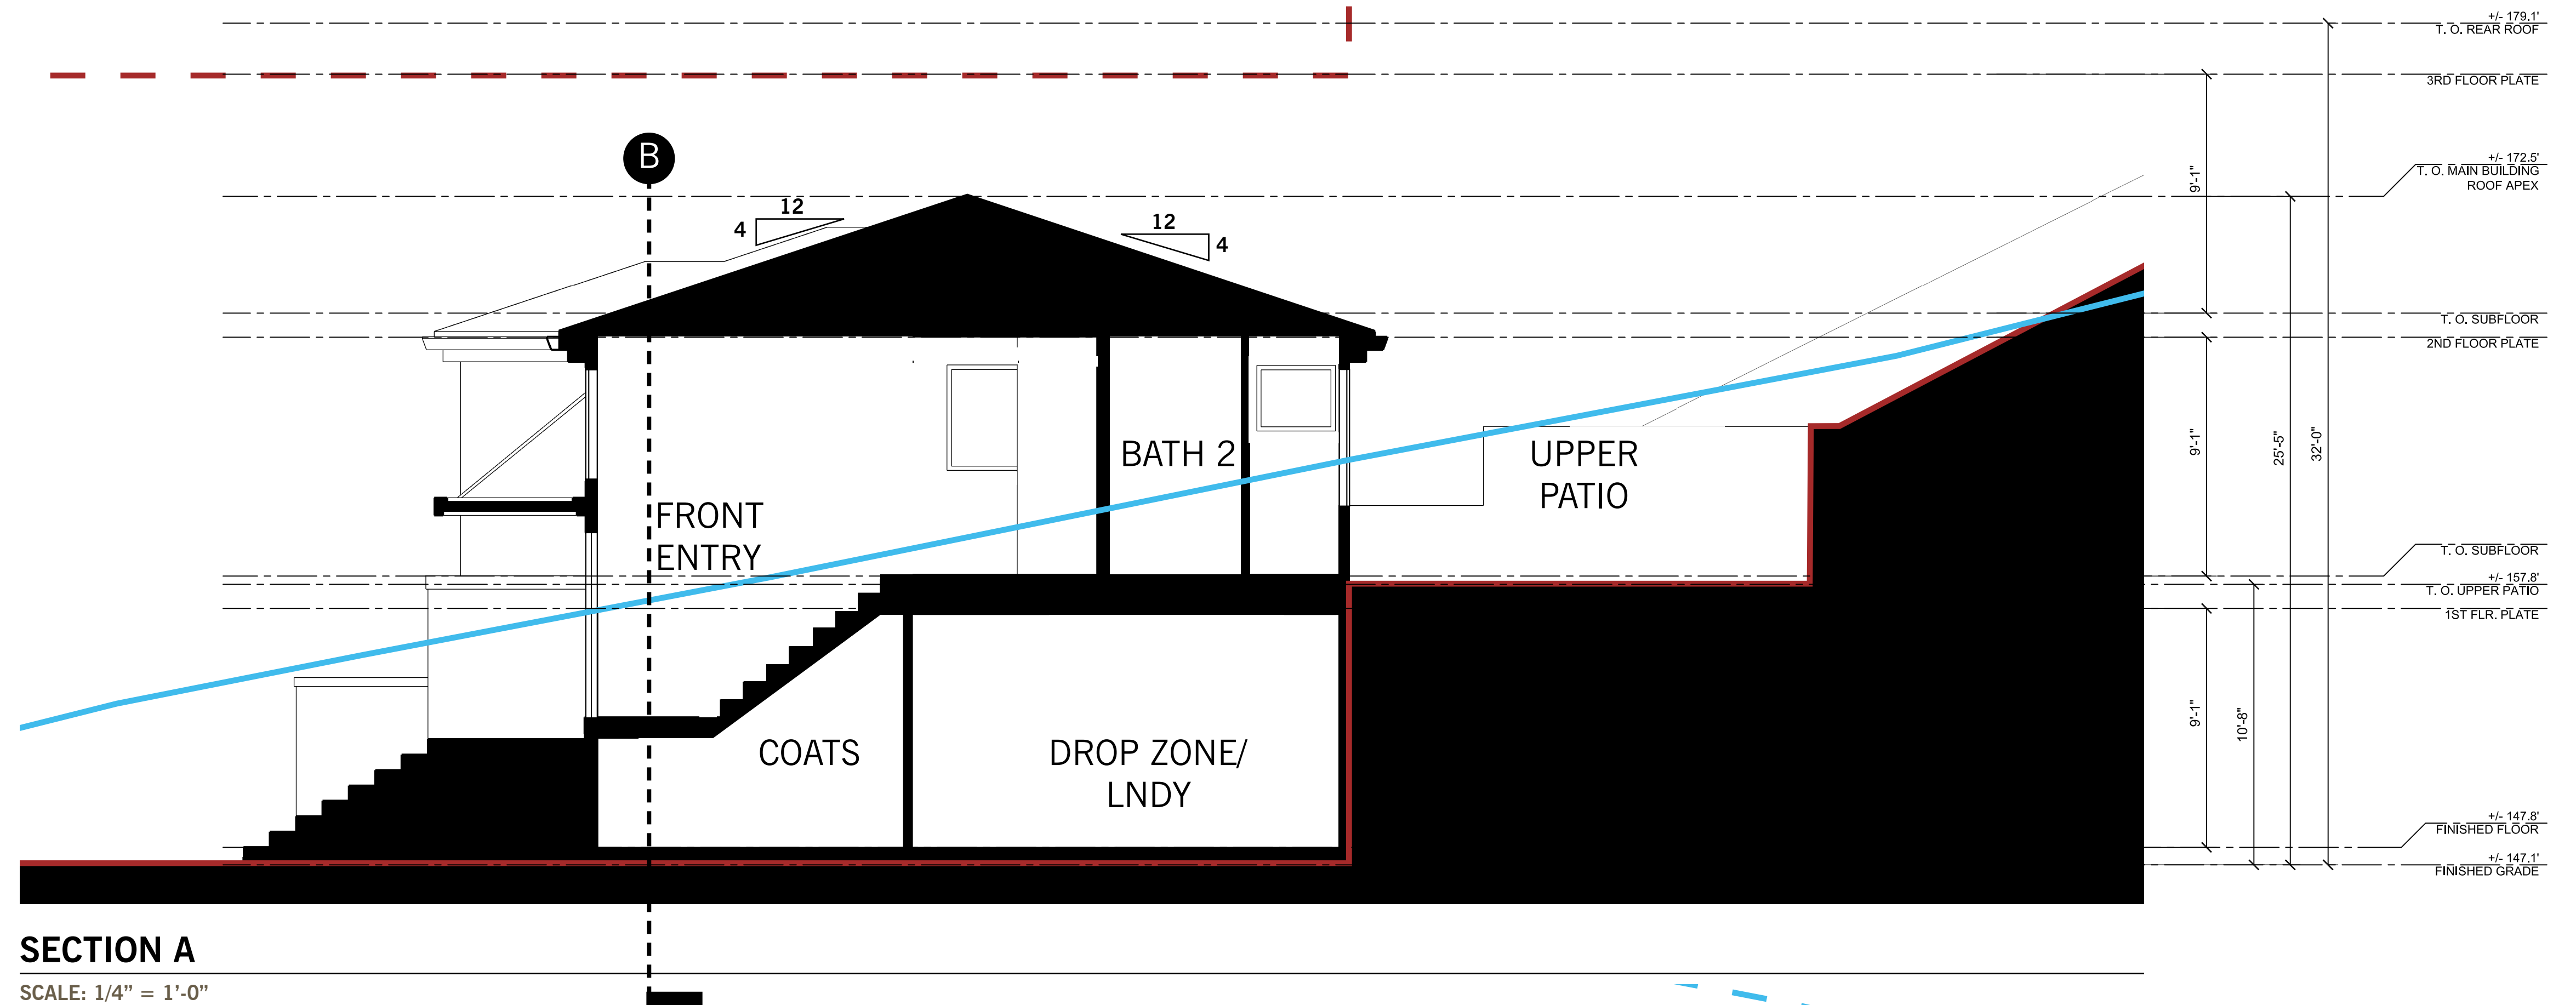 +/- 179.1'
T. O. REAR ROOF
3RD FLOOR PLATE
B
+/- 172.5'
T. O. MAIN BUILDING
ROOF APEX
9'-1"
12
4
12
4
T. O. SUBFLOOR
2ND FLOOR PLATE
BATH 2
UPPER
PATIO
9'-1"
25'-5"
32'-0"
FRONT
ENTRY
T. O. SUBFLOOR
+/- 157.8'
T. O. UPPER PATIO
1ST FLR. PLATE
9'-1"
10'-8"
COATS
DROP ZONE/
LNDY
+/- 147.8'
FINISHED FLOOR
+/- 147.1'
FINISHED GRADE
SECTION A
SCALE: 1/4” = 1’-0”